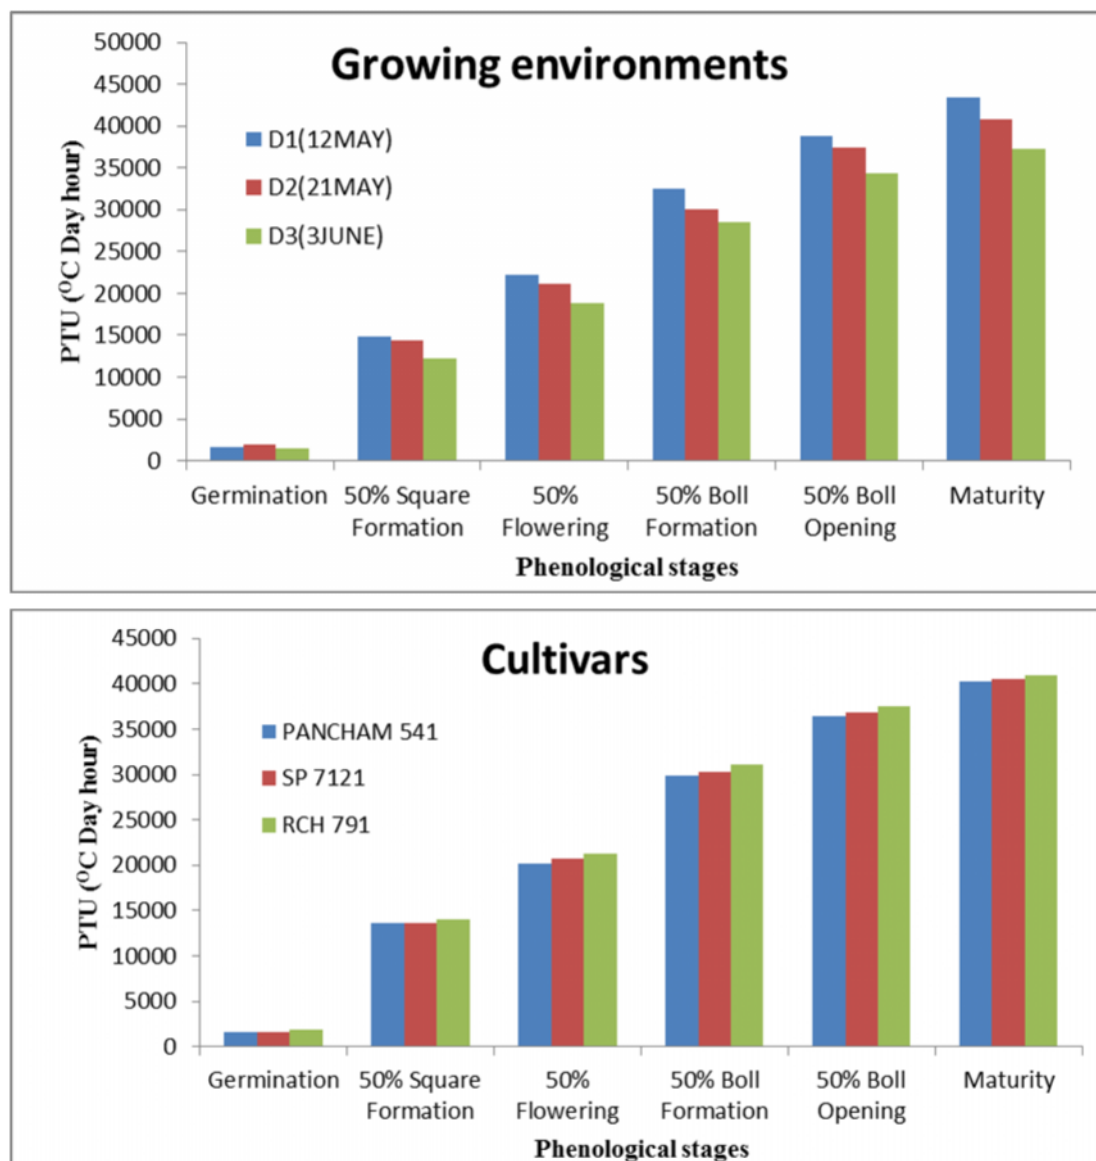 Growing environments
50000
45000
40000
35000
30000
25000
20000
15000
10000
5000
0
PTU (OC Day hour)
D1(12MAY)
D2(21MAY)
D3(3JUNE)
Germination
50% Square
Formation
50%
Flowering
50% Boll
Formation
50% Boll
Opening
Maturity
Phenological stages
Cultivars
45000
40000
35000
30000
25000
20000
15000
10000
5000
0
PTU (OC Day hour)
PANCHAM 541
SP 7121
RCH 791
Germination
50% Square
Formation
50%
Flowering
50% Boll
Formation
50% Boll
Opening
Maturity
Phenological stages